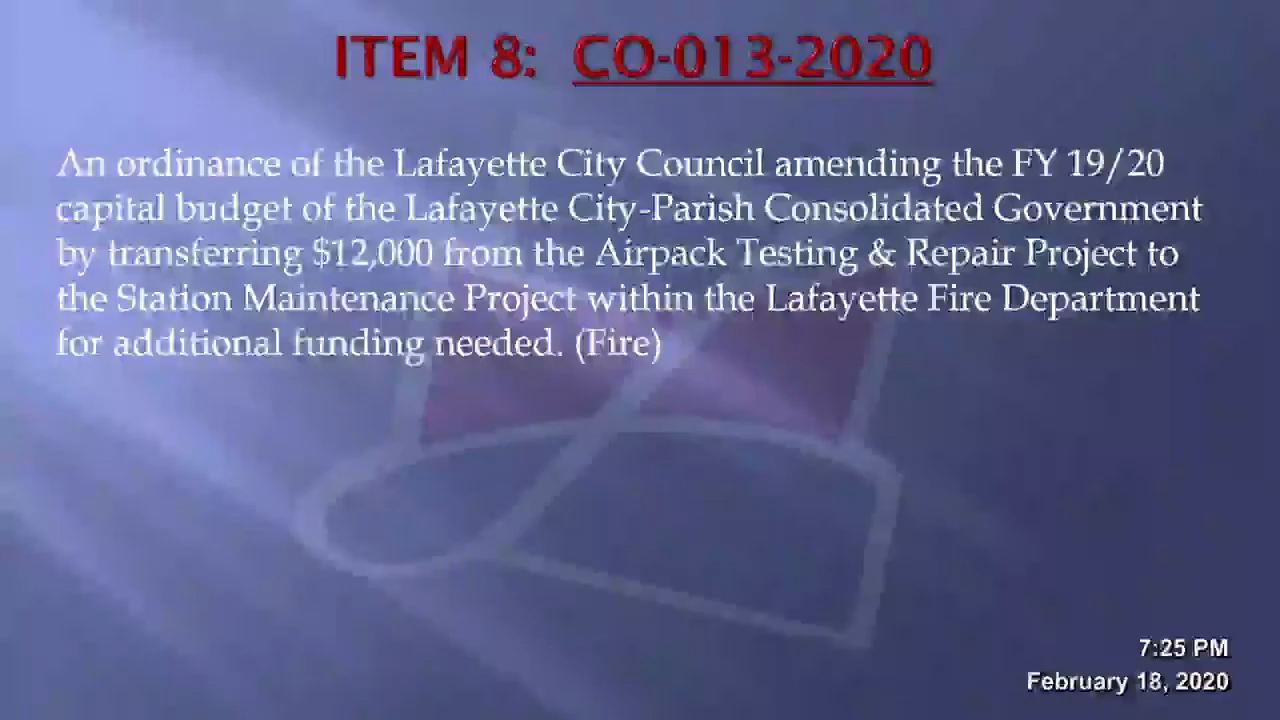 ITEM 8: CO-013-2020
An ordinance of the Lafayette City Council amending the FY 19/20
capital budget of the Lafayette City-Parish Consolidated Government
by transferring $12,000 from the Airpack Testing & Repair Project to
the Station Maintenance Project within the Lafayette Fire Department
for additional funding needed. (Fire)
7:25 PM
February 18, 2020